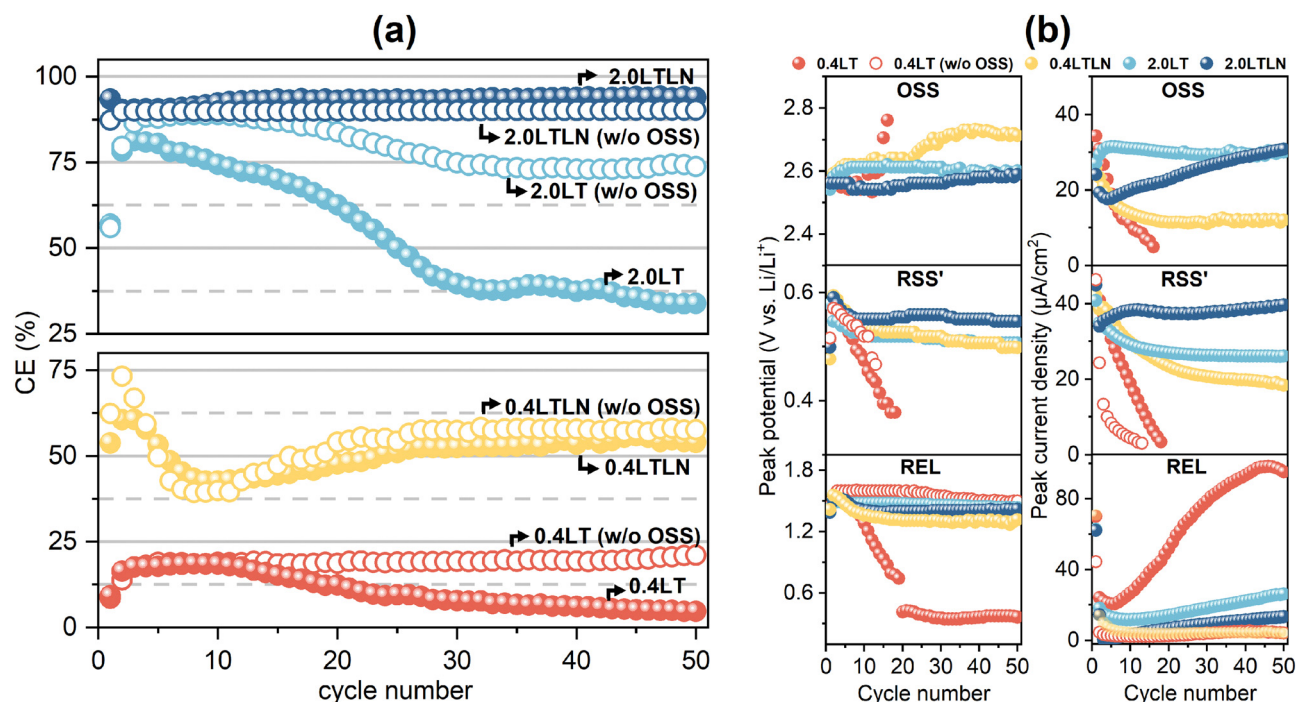 (a)
100
75
50
25
75
50
25
0
CE (%)
2.0LTLN
2.0LTLN (w/o OSS)
2.0LT (w/o OSS)
2.0LT
0.4LTLN (w/o OSS)
0.4LTLN
0.4LT (w/o OSS)
0.4LT
0 10 20 30 40 50
cycle number
(b)
0.4LT 0.4LT (w/o OSS) 0.4LTLN 2.0LT 2.0LTLN
Peak potential (V vs. Li/Li⁺)
OSS
2.8
2.6
2.4
RSS'
0.6
0.4
REL
1.8
1.2
0.6
0 10 20 30 40 50
Cycle number
Peak current density (µA/cm²)
OSS
40
20
0
RSS'
40
20
0
REL
80
40
0
0 10 20 30 40 50
Cycle number